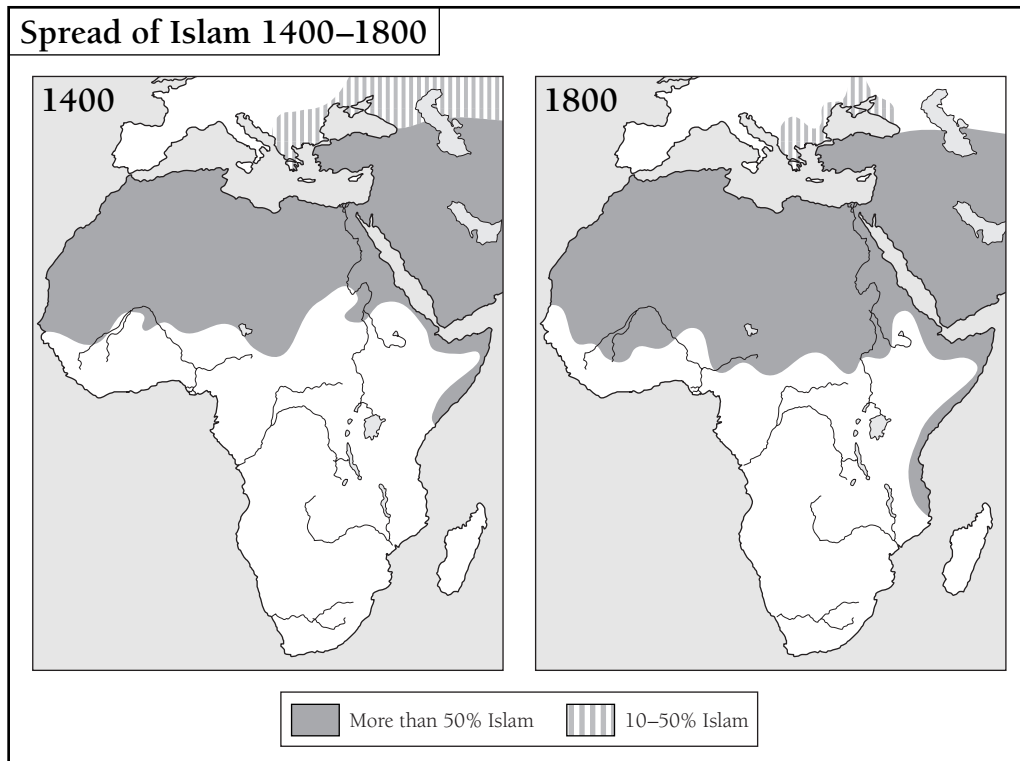 Spread of Islam 1400–1800
1400
1800
More than 50% Islam
10–50% Islam